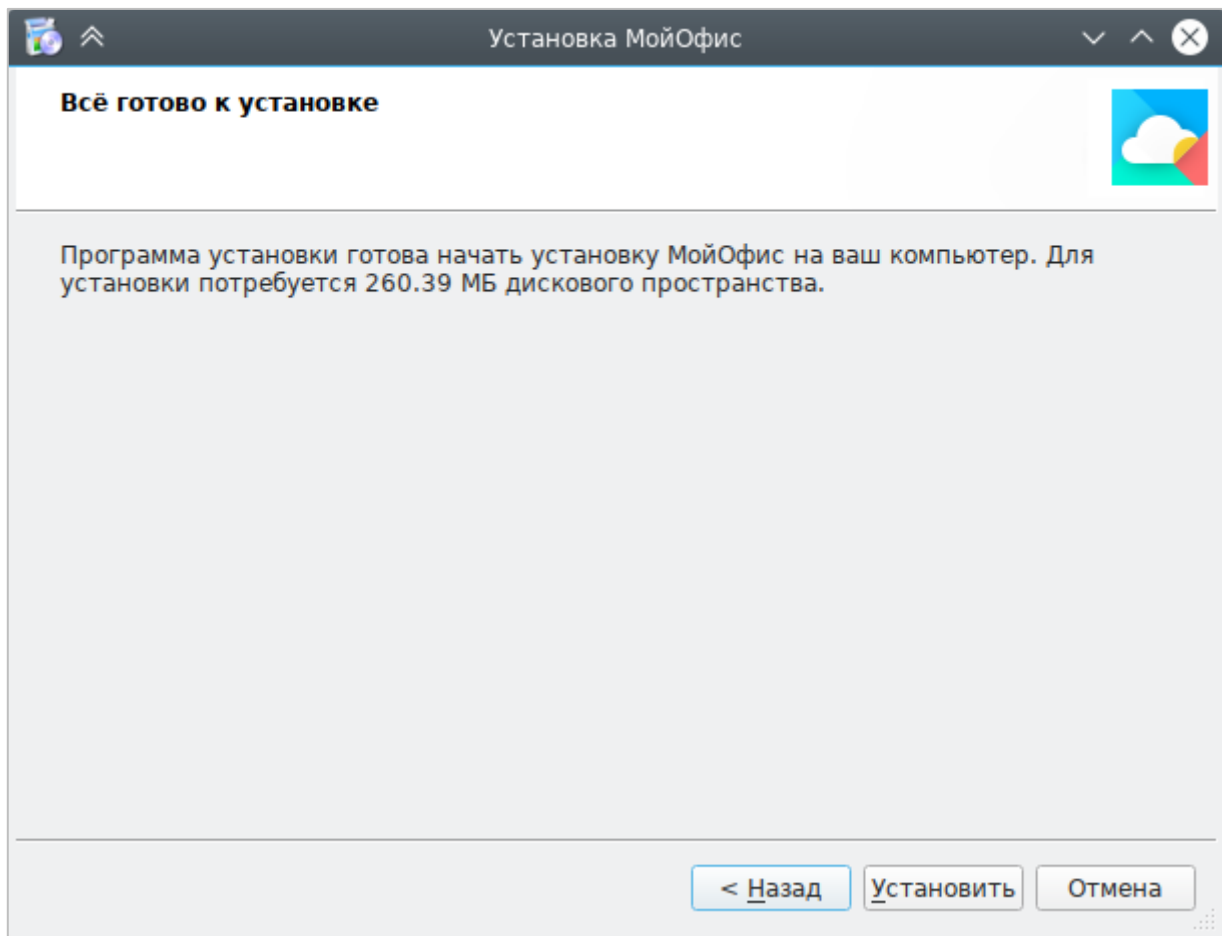 Установка МойОфис
Всё готово к установке
Программа установки готова начать установку МойОфис на ваш компьютер. Для
установки потребуется 260.39 МБ дискового пространства.
< Назад
Установить
Отмена